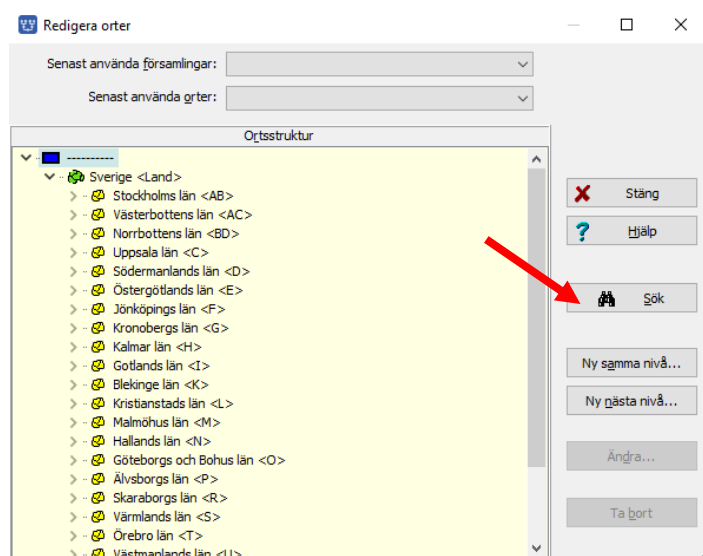 Redigera orter
Senast använda församlingar:
Senast använda orter:
Ortsstruktur
----------
Sverige <Land>
Stockholms län <AB>
Västerbottens län <AC>
Norrbottens län <BD>
Uppsala län <C>
Södermanlands län <D>
Östergötlands län <E>
Jönköpings län <F>
Kronobergs län <G>
Kalmar län <H>
Gotlands län <I>
Blekinge län <K>
Kristianstads län <L>
Malmöhus län <M>
Hallands län <N>
Göteborgs och Bohus län <O>
Älvsborgs län <P>
Skaraborgs län <R>
Värmlands län <S>
Örebro län <T>
Västmanlands län <U>
Stäng
Hjälp
Sök
Ny samma nivå...
Ny nästa nivå...
Ändra...
Ta bort